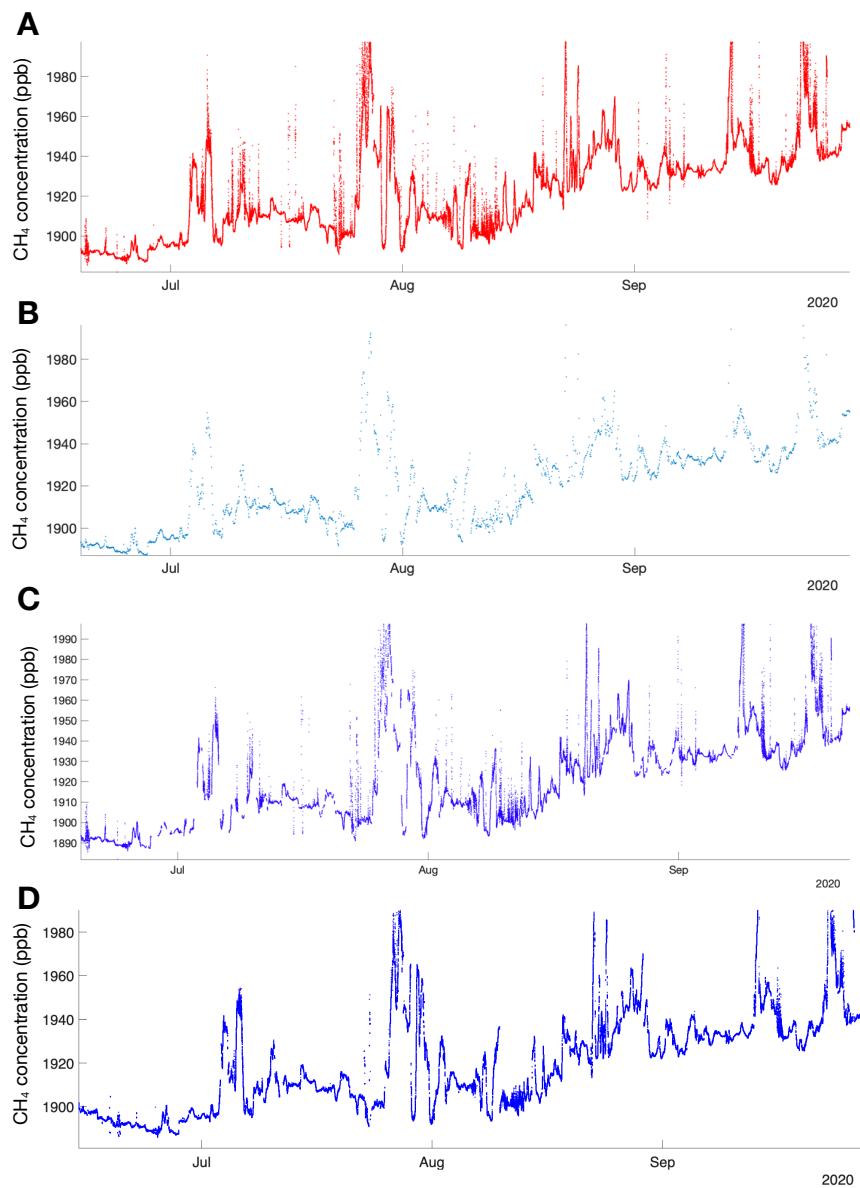 A
CH₄ concentration (ppb)
1980
1960
1940
1920
1900
Jul
Aug
Sep
2020
B
CH₄ concentration (ppb)
1980
1960
1940
1920
1900
Jul
Aug
Sep
2020
C
CH₄ concentration (ppb)
1990
1980
1970
1960
1950
1940
1930
1920
1910
1900
1890
Jul
Aug
Sep
2020
D
CH₄ concentration (ppb)
1980
1960
1940
1920
1900
Jul
Aug
Sep
2020